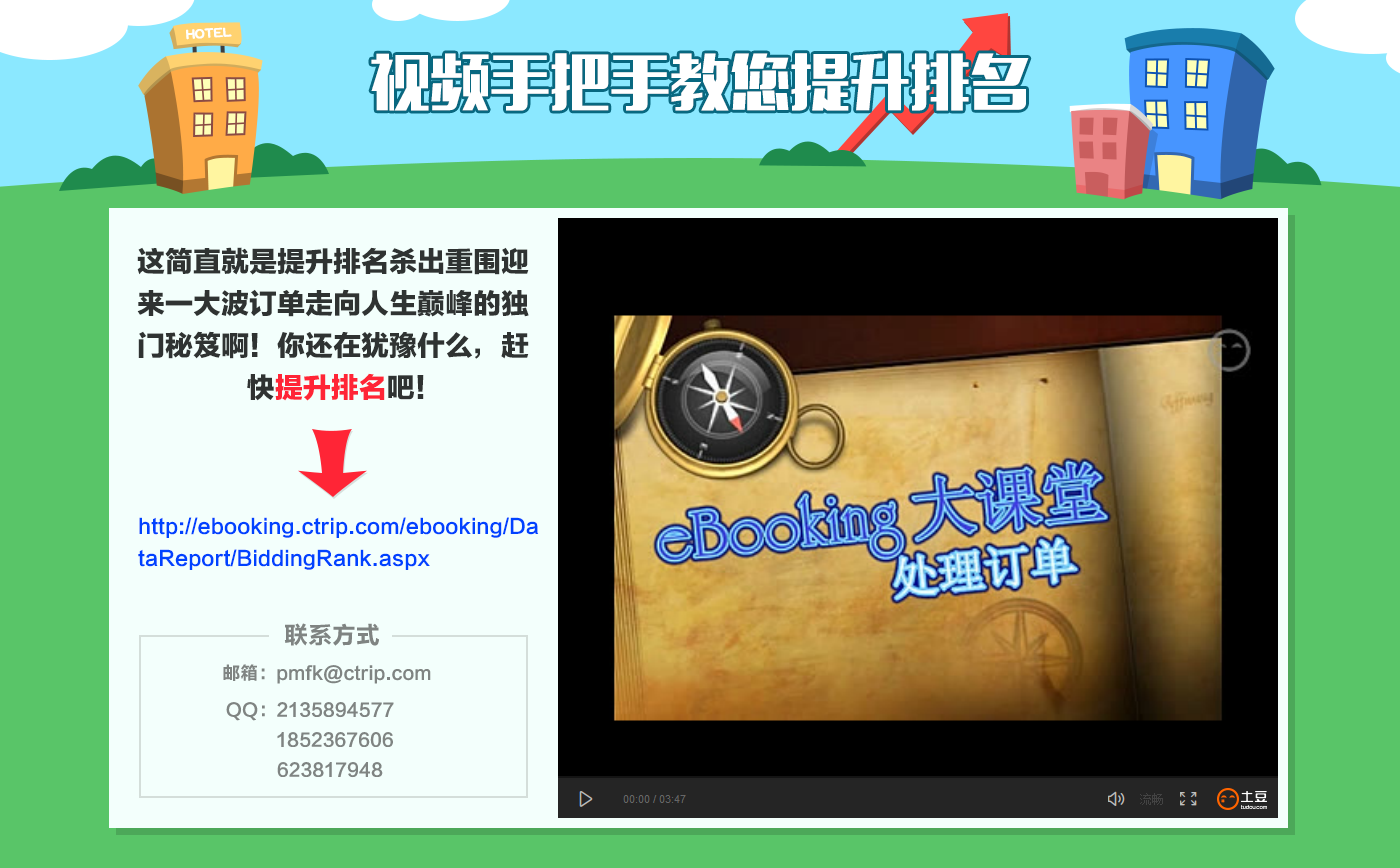 HOTEL
视频手把手教您提升排名
这简直就是提升排名杀出重围迎
来一大波订单走向人生巅峰的独
门秘笈啊！你还在犹豫什么，赶
快提升排名吧！
http://ebooking.ctrip.com/ebooking/Da
taReport/BiddingRank.aspx
联系方式
邮箱：pmfk@ctrip.com
QQ：2135894577
1852367606
623817948
eBooking 大课堂
处理订单
00:00 / 03:47
流畅
土豆
tudou.com